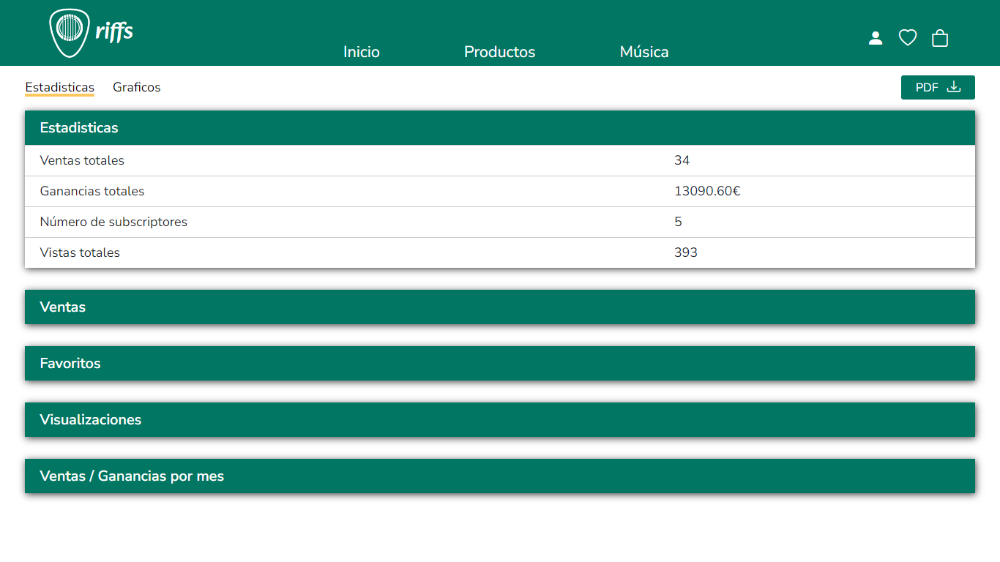 riffs
Inicio Productos Música
Estadisticas Graficos PDF
Estadisticas
Ventas totales 34
Ganancias totales 13090.60€
Número de subscriptores 5
Vistas totales 393
Ventas
Favoritos
Visualizaciones
Ventas / Ganancias por mes